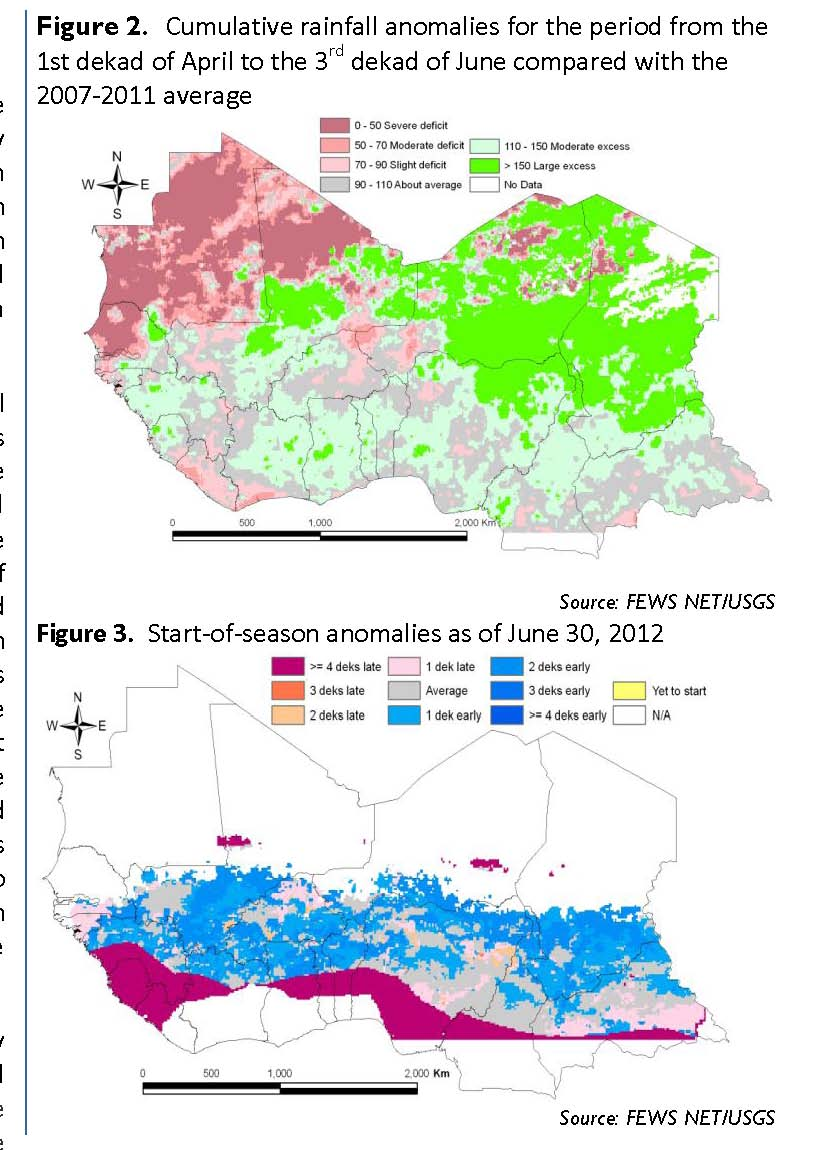 Figure 2. Cumulative rainfall anomalies for the period from the
1st dekad of April to the 3rd dekad of June compared with the
2007-2011 average
0 - 50 Severe deficit
50 - 70 Moderate deficit
110 - 150 Moderate excess
70 - 90 Slight deficit
> 150 Large excess
90 - 110 About average
No Data
N
W E
S
0 500 1,000 2,000 Km
Source: FEWS NET/USGS
Figure 3. Start-of-season anomalies as of June 30, 2012
>= 4 deks late
1 dek late
2 deks early
3 deks late
Average
3 deks early
Yet to start
2 deks late
1 dek early
>= 4 deks early
N/A
N
W E
S
0 500 1,000 2,000 Km
Source: FEWS NET/USGS